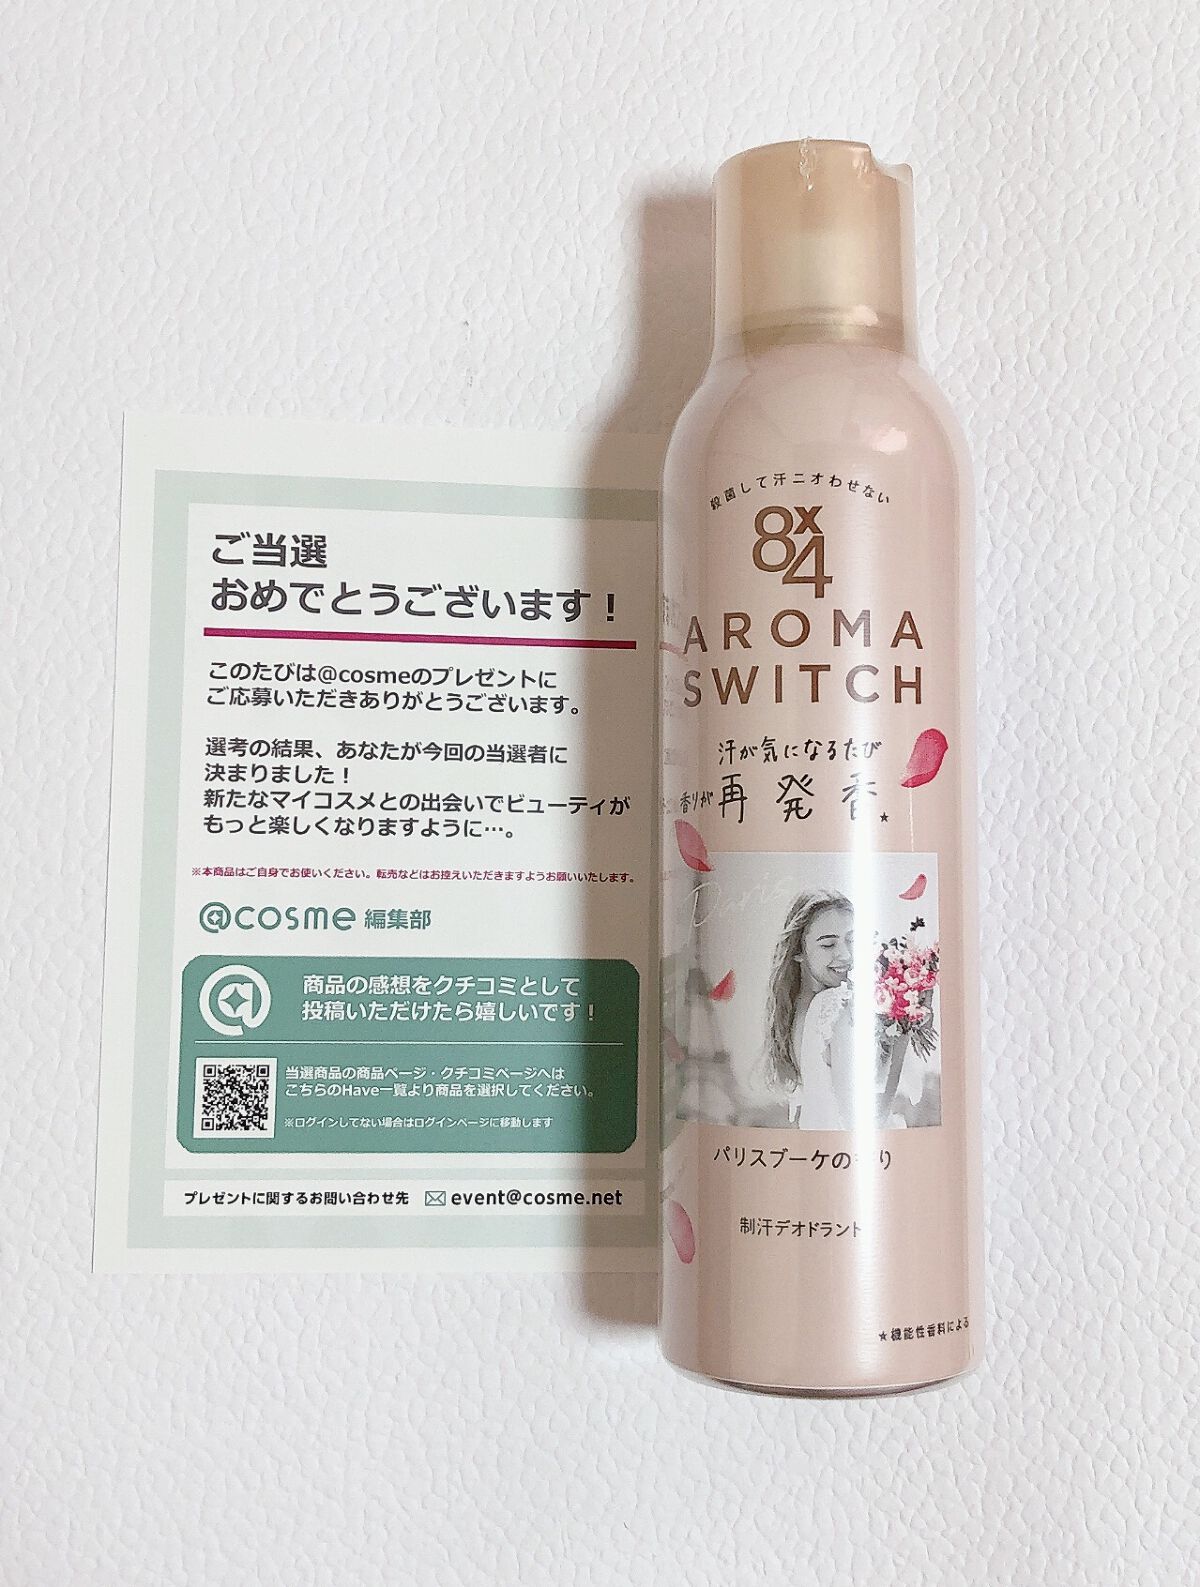 ご当選
おめでとうございます！
このたびは@cosmeのプレゼントに
ご応募いただきありがとうございます。
選考の結果、あなたが今回の当選者に
決まりました！
新たなマイコスメとの出会いでビューティが
もっと楽しくなりますように…。
※本商品はご自身でお使いください。転売などはお控えいただきますようお願いいたします。
@cosme 編集部
商品の感想をクチコミとして
投稿いただけたら嬉しいです！
当選商品の商品ページ・クチコミページへは
こちらのHave一覧より商品を選択してください。
※ログインしてない場合はログインページに移動します
プレゼントに関するお問い合わせ先 event@cosme.net
殺菌して汗ニオわせない
8x4
AROMA
SWITCH
汗が気になるたび
香りが再発香★
パリスブーケの香り
制汗デオドラント
★機能性香料による